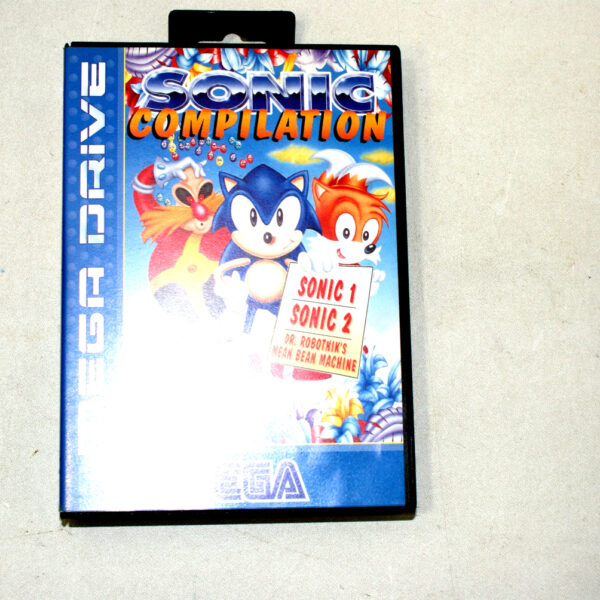 SONIC
COMPILATION
SONIC 1
SONIC 2
DR. ROBOTNIK'S
MEAN BEAN MACHINE
MEGA DRIVE
SEGA